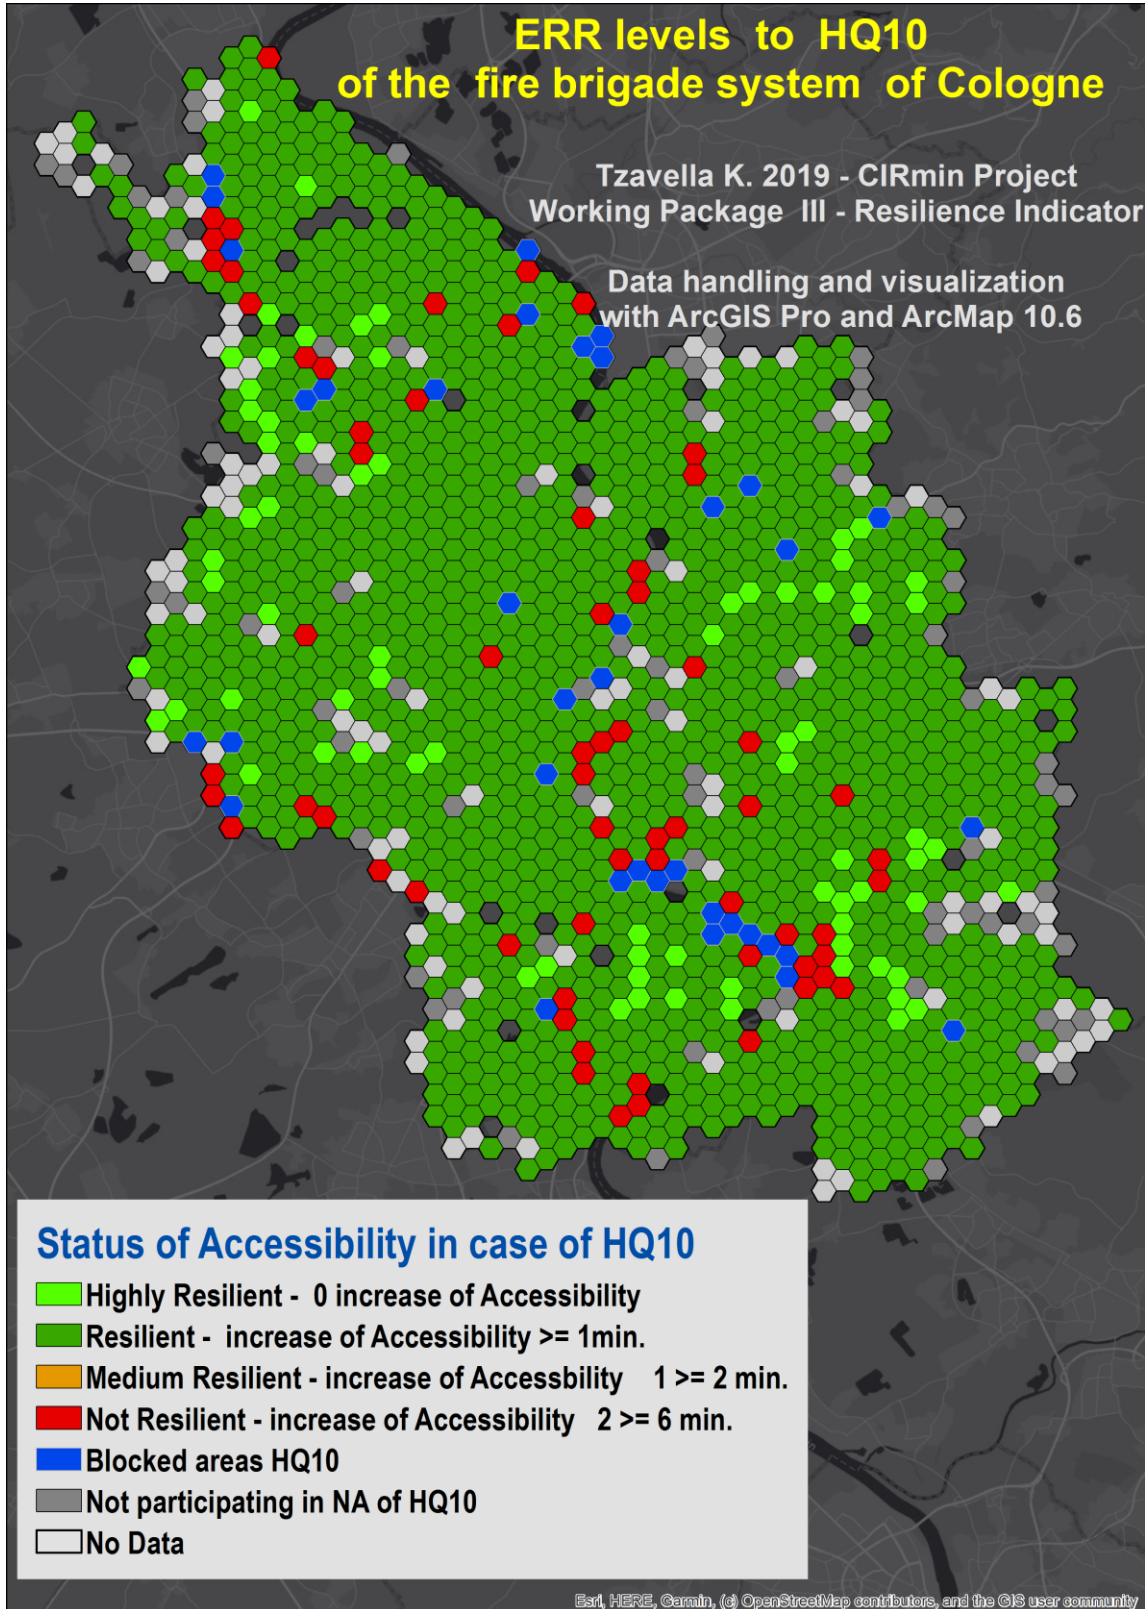 ERR levels to HQ10
of the fire brigade system of Cologne
Tzavella K. 2019 - CIRmin Project
Working Package III - Resilience Indicator
Data handling and visualization
with ArcGIS Pro and ArcMap 10.6
Status of Accessibility in case of HQ10
Highly Resilient - 0 increase of Accessibility
Resilient - increase of Accessibility >= 1min.
Medium Resilient - increase of Accessbility 1 >= 2 min.
Not Resilient - increase of Accessibility 2 >= 6 min.
Blocked areas HQ10
Not participating in NA of HQ10
No Data
Esri, HERE, Garmin, (c) OpenStreetMap contributors, and the GIS user community